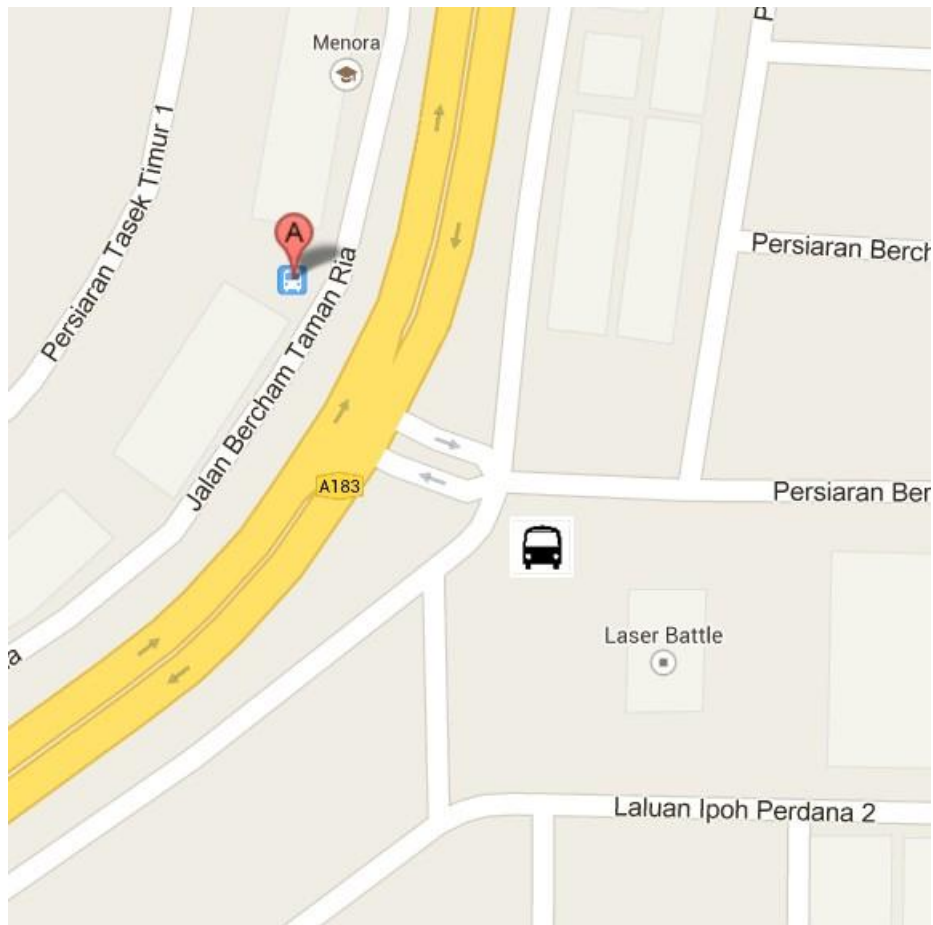 Menora
P
Persiaran Tasek Timur 1
A
Persiaran Berch
Jalan Bercham Taman Ria
A183
Persiaran Ber
Laser Battle
a
Laluan Ipoh Perdana 2